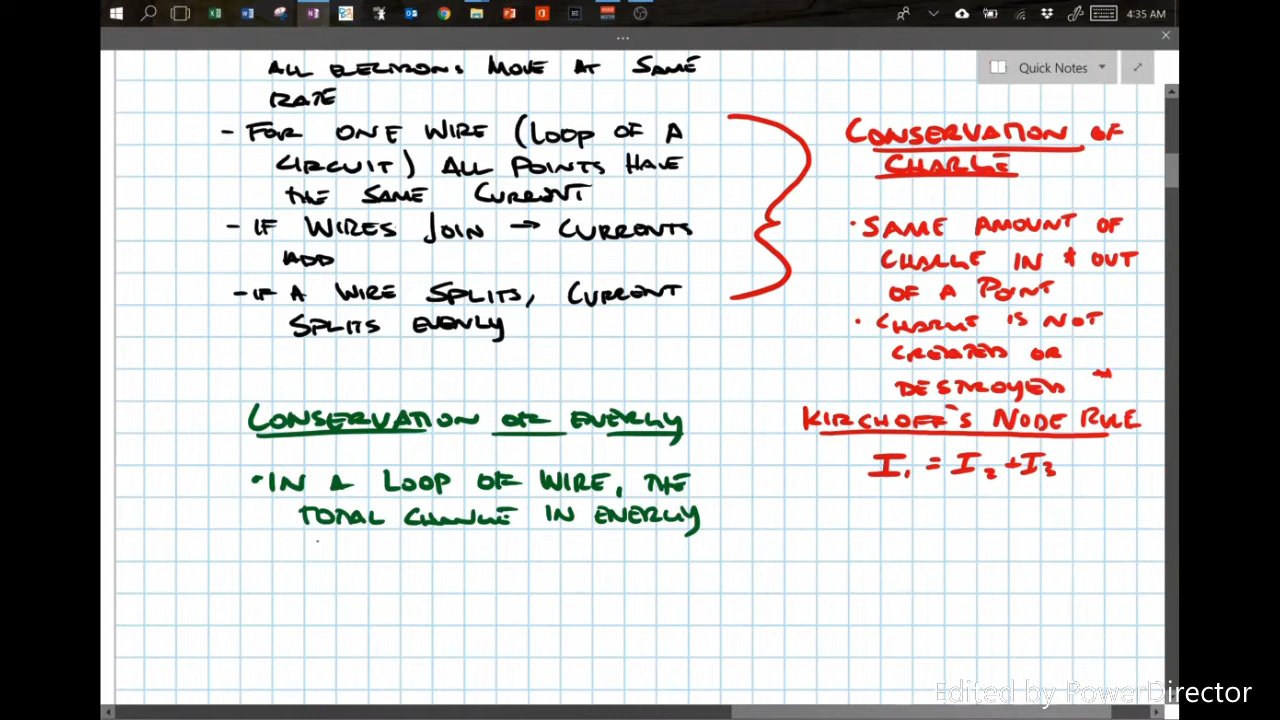 4:35 AM
Quick Notes
ALL ELECTRONS MOVE AT SAME
RATE
- FOR ONE WIRE (LOOP OF A
CIRCUIT) ALL POINTS HAVE
THE SAME CURRENT
- IF WIRES JOIN → CURRENTS
ADD
- IF A WIRE SPLITS, CURRENT
SPLITS EVENLY
CONSERVATION OF ENERGY
• IN A LOOP OF WIRE, THE
TOTAL CHANGE IN ENERGY
CONSERVATION OF
CHARGE
• SAME AMOUNT OF
CHARGE IN & OUT
OF A POINT
• CHARGE IS NOT
CREATED OR
DESTROYED →
KIRCHOFF'S NODE RULE
I₁ = I₂ + I₃
Edited by PowerDirector